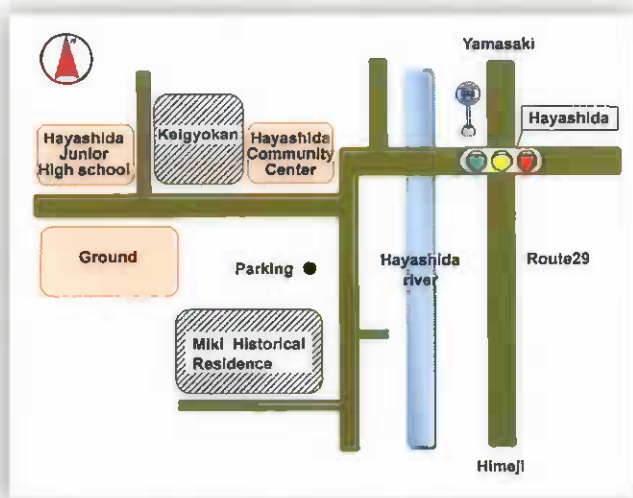 Yamasaki
Hayashida
Hayashida
Junior
High school
Keigyokan
Hayashida
Community
Center
Ground
Parking
Hayashida
river
Route29
Miki Historical
Residence
Himeji